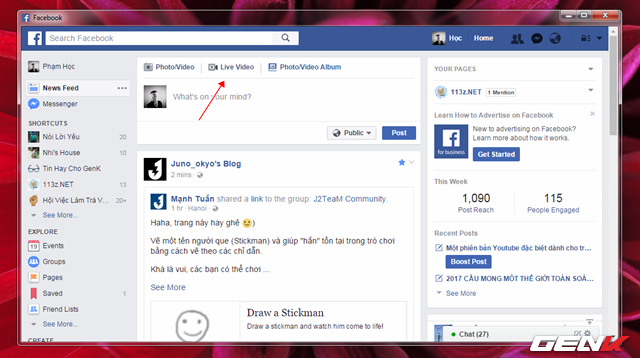 Facebook
Search Facebook
Học Home
Phạm Học
News Feed
Messenger
SHORTCUTS
Nói Lời Yêu 20
Nhi's House 13
Tin Hay Cho GenK
113Z.NET 11
Hội Việc Làm Trà V... 20+
See More...
EXPLORE
Events 19
Groups
Pages
Saved 4
Friend Lists
See More...
CREATE
Photo/Video
Live Video
Photo/Video Album
What's on your mind?
Public
Post
Juno_okyo's Blog
2 mins
Mạnh Tuấn shared a link to the group: J2TeaM Community.
1 hr · Hanoi
Haha, trang này hay ghê
Vẽ một tên người que (Stickman) và giúp "hắn" tồn tại trong trò chơi
bằng cách vẽ theo các chỉ dẫn.
Khá là vui, các bạn có thể chơi ...
See More
Draw a Stickman
Draw a stickman and watch him come to life!
YOUR PAGES
113z.NET 1 Mention
Learn How to Advertise on Facebook
for business
New to advertising on Facebook?
Learn more about how it works.
Get Started
This Week
1,090 115
Post Reach People Engaged
Recent Posts
Một phiên bản Youtube đặc biệt dành cho tr...
Boost Post
2017 CẦU MONG MỘT THẾ GIỚI TOÀN SOÁ...
See More...
Chat (27)
GENK